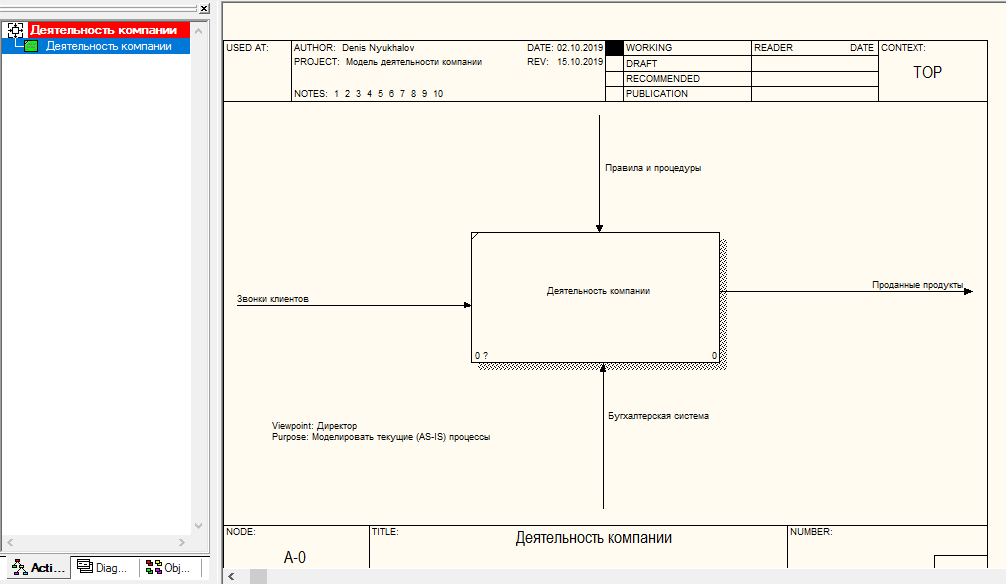 Деятельность компании
Деятельность компании
Acti...
Diag...
Obj...
USED AT:
AUTHOR: Denis Nyukhalov
DATE: 02.10.2019
PROJECT: Модель деятельности компании
REV: 15.10.2019
NOTES: 1 2 3 4 5 6 7 8 9 10
WORKING
DRAFT
RECOMMENDED
PUBLICATION
READER
DATE
CONTEXT:
TOP
Правила и процедуры
Звонки клиентов
Деятельность компании
0 ?
0
Проданные продукты
Бугхалтерская система
Viewpoint: Директор
Purpose: Моделировать текущие (AS-IS) процессы
NODE:
A-0
TITLE:
Деятельность компании
NUMBER: